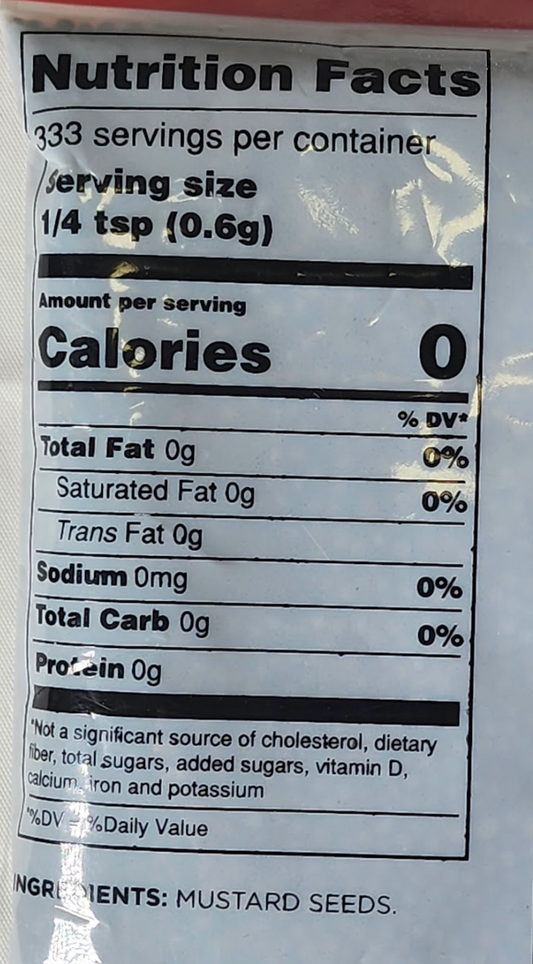 Nutrition Facts
333 servings per container
Serving size
1/4 tsp (0.6g)
Amount per serving
Calories 0
% DV*
Total Fat 0g 0%
Saturated Fat 0g 0%
Trans Fat 0g
Sodium 0mg 0%
Total Carb 0g 0%
Protein 0g
*Not a significant source of cholesterol, dietary
fiber, total sugars, added sugars, vitamin D,
calcium, iron and potassium
*%DV = %Daily Value
INGREDIENTS: MUSTARD SEEDS.